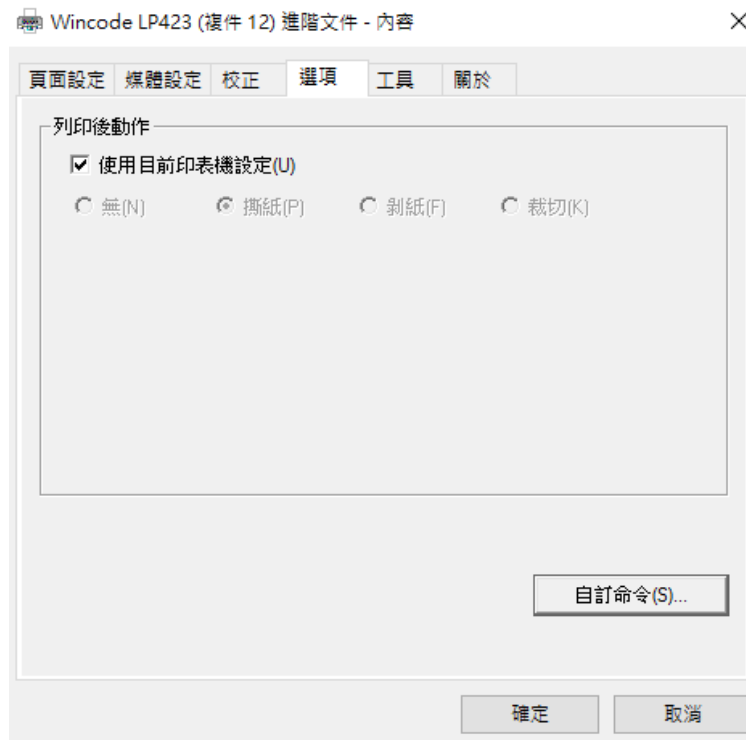 Wincode LP423 (複件 12) 進階文件 - 內容
頁面設定 媒體設定 校正 選項 工具 關於
列印後動作
使用目前印表機設定(U)
無(N) 撕紙(P) 剝紙(F) 裁切(K)
自訂命令(S)...
確定 取消